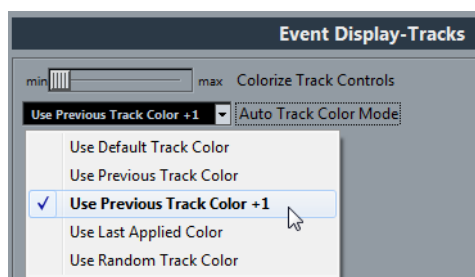 Event Display-Tracks
min max Colorize Track Controls
Use Previous Track Color +1 Auto Track Color Mode
Use Default Track Color
Use Previous Track Color
Use Previous Track Color +1
Use Last Applied Color
Use Random Track Color